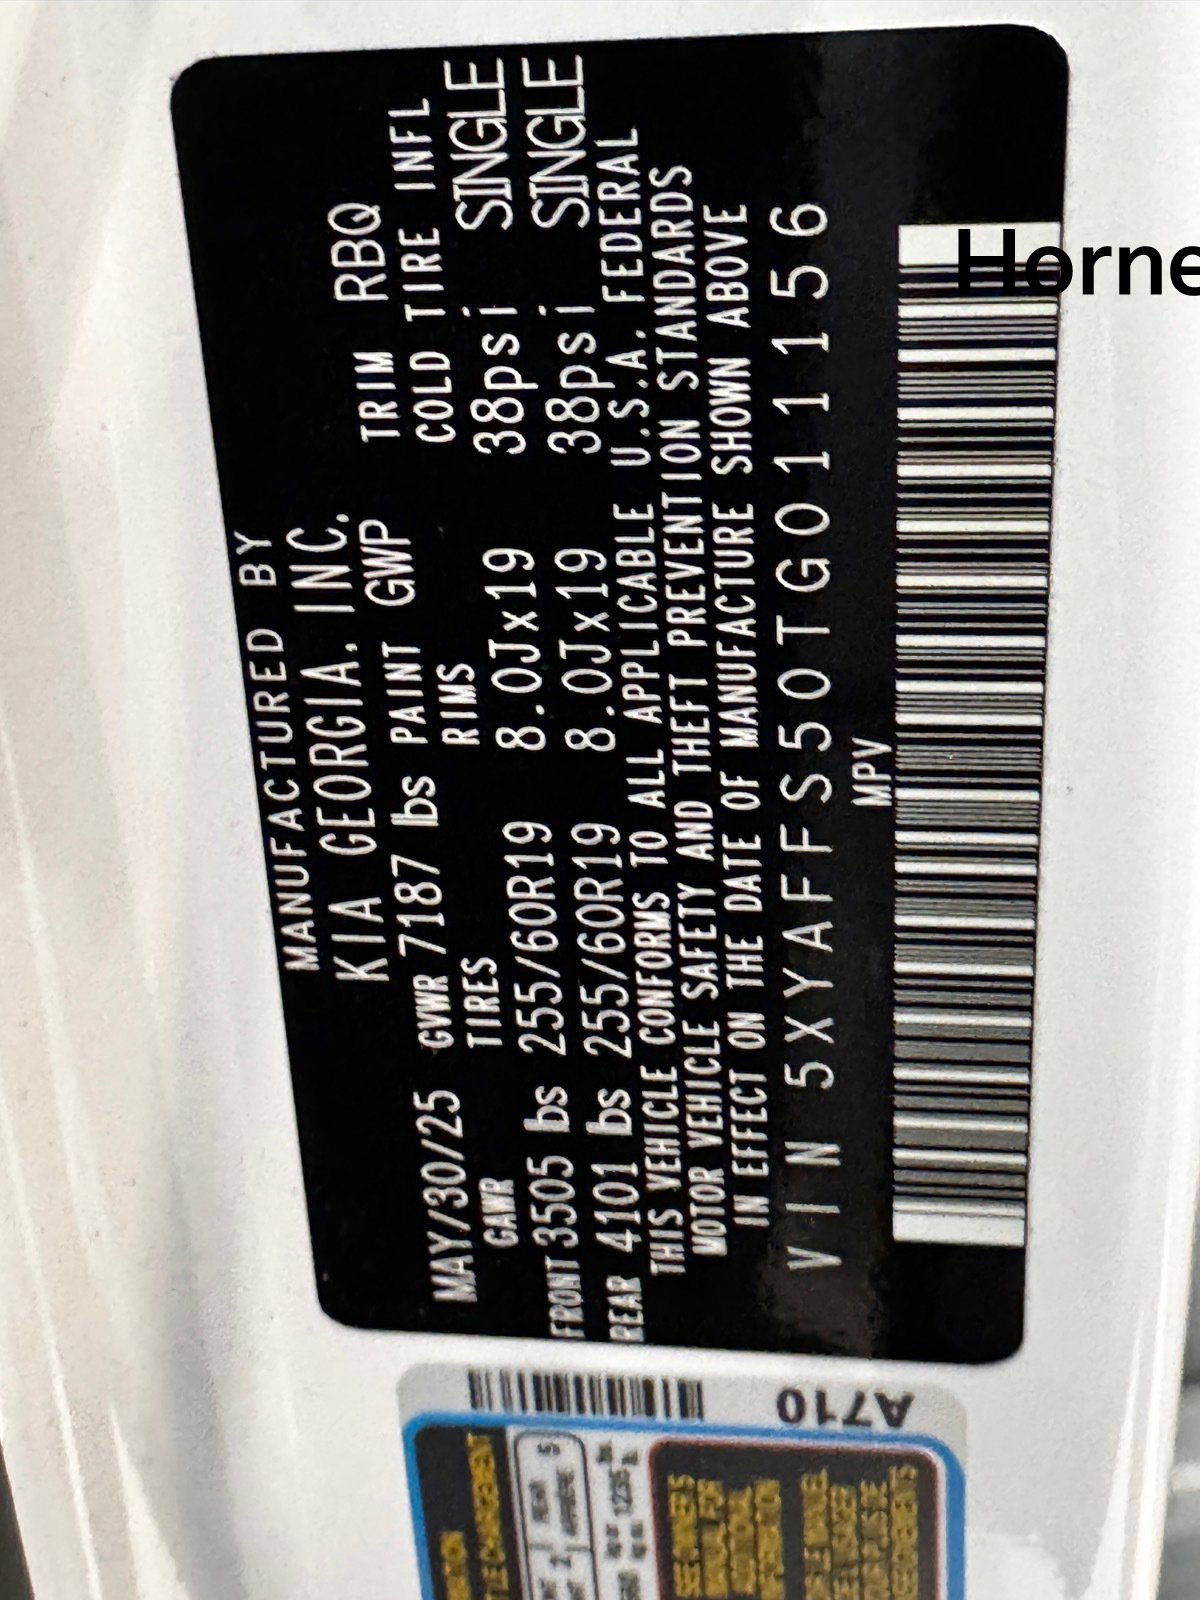 MANUFACTURED BY
KIA GEORGIA, INC.
MAY/30/25 GVWR 7187 lbs PAINT GWP TRIM RBQ
GAWR TIRES RIMS COLD TIRE INFL
FRONT 3505 lbs 255/60R19 8.0Jx19 38psi SINGLE
REAR 4101 lbs 255/60R19 8.0Jx19 38psi SINGLE
THIS VEHICLE CONFORMS TO ALL APPLICABLE U.S.A. FEDERAL
MOTOR VEHICLE SAFETY AND THEFT PREVENTION STANDARDS
IN EFFECT ON THE DATE OF MANUFACTURE SHOWN ABOVE
VIN 5XYAFFS50TG011156
MPV
Horne
A710